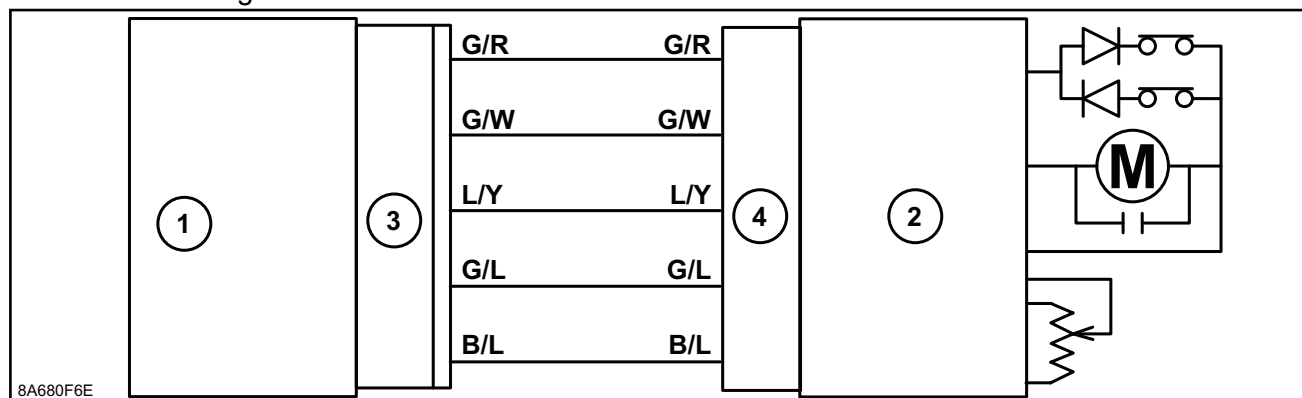 G/R G/R
G/W G/W
L/Y L/Y
G/L G/L
B/L B/L
1 3 4 2
M
8A680F6E